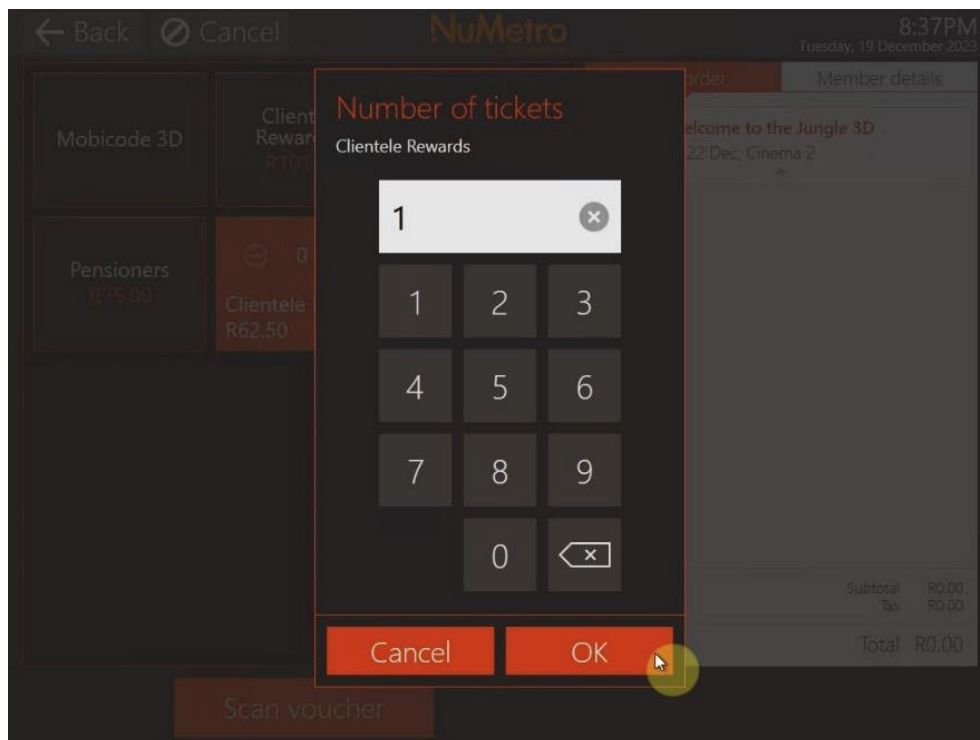 Back
Cancel
NuMetro
8:37PM
Tuesday, 19 December 2023
Mobicode 3D
Client
Rewar
R101
Pensioners
R75.00
0
Clientele
R62.50
Number of tickets
Clientele Rewards
1
1 2 3
4 5 6
7 8 9
0
Cancel
OK
order
Member details
elcome to the Jungle 3D
22 Dec, Cinema 2
Subtotal R0.00
Tax R0.00
Total R0.00
Scan voucher